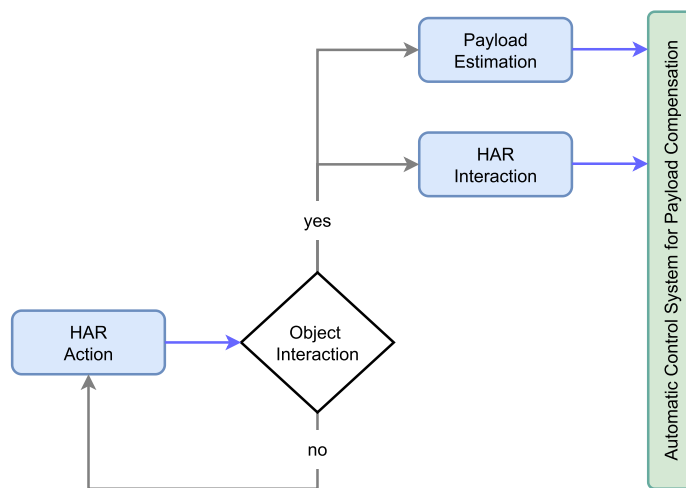 Payload
Estimation
HAR
Interaction
yes
HAR
Action
Object
Interaction
no
Automatic Control System for Payload Compensation